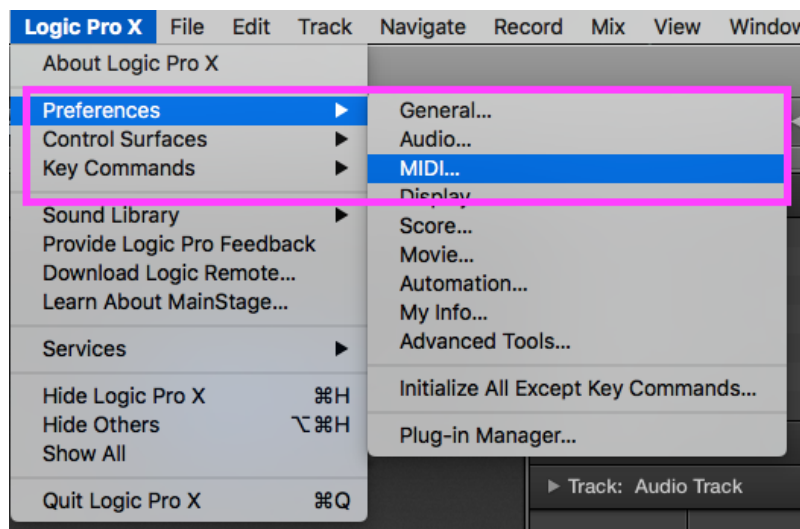 Logic Pro X File Edit Track Navigate Record Mix View Window
About Logic Pro X
Preferences
Control Surfaces
Key Commands
Sound Library
Provide Logic Pro Feedback
Download Logic Remote...
Learn About MainStage...
Services
Hide Logic Pro X ⌘H
Hide Others ⌥⌘H
Show All
Quit Logic Pro X ⌘Q
General...
Audio...
MIDI...
Display
Score...
Movie...
Automation...
My Info...
Advanced Tools...
Initialize All Except Key Commands...
Plug-in Manager...
Track: Audio Track